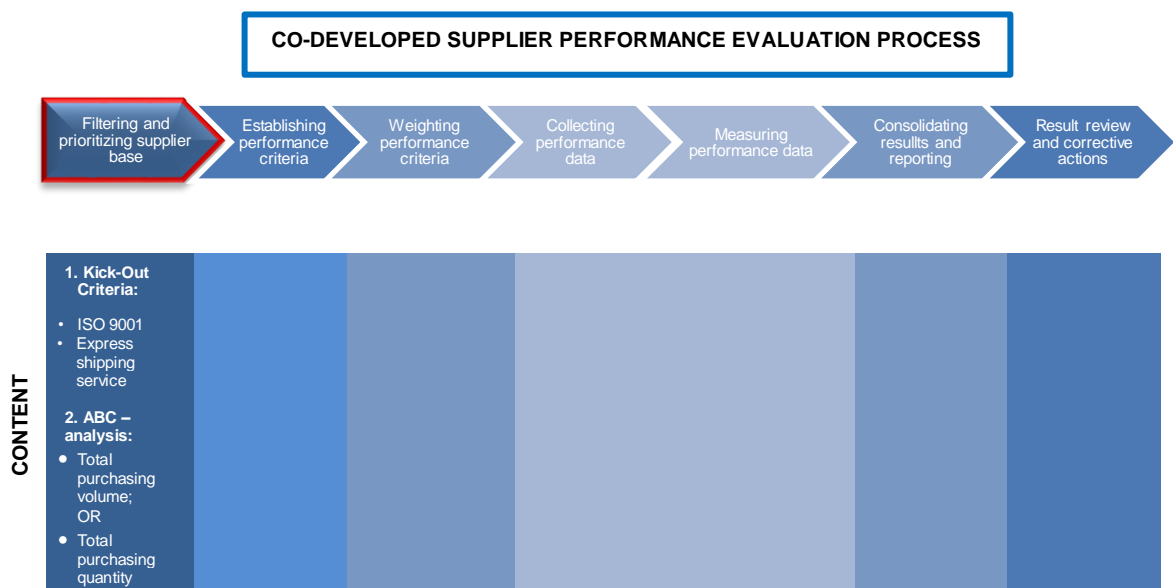 CO-DEVELOPED SUPPLIER PERFORMANCE EVALUATION PROCESS
Filtering and
prioritizing supplier
base
Establishing
performance
criteria
Weighting
performance
criteria
Collecting
performance
data
Measuring
performance data
Consolidating
resullts and
reporting
Result review
and corrective
actions
CONTENT
1. Kick-Out
Criteria:
• ISO 9001
• Express
shipping
service
2. ABC –
analysis:
• Total
purchasing
volume;
OR
• Total
purchasing
quantity